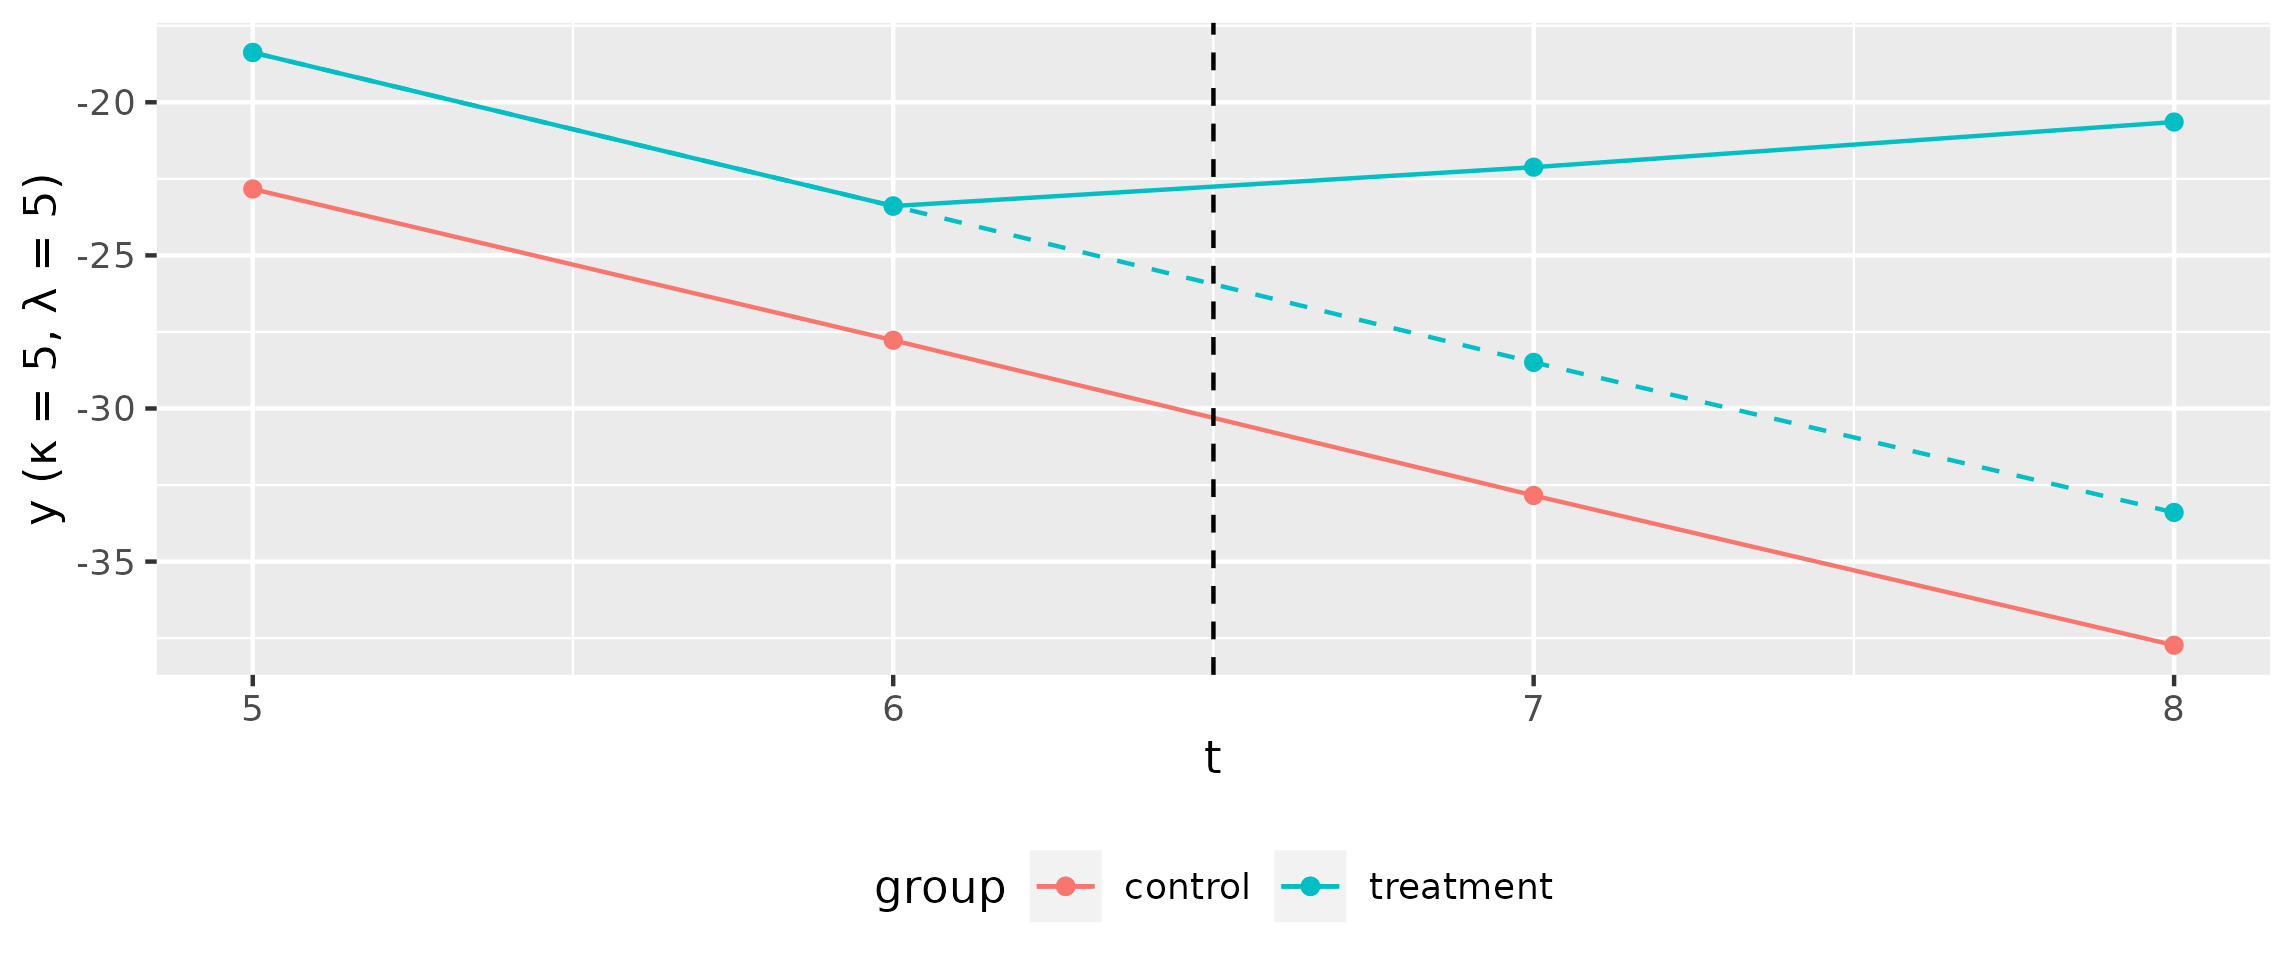 y (κ = 5, λ = 5)
-20
-25
-30
-35
5 6 7 8
t
group control treatment